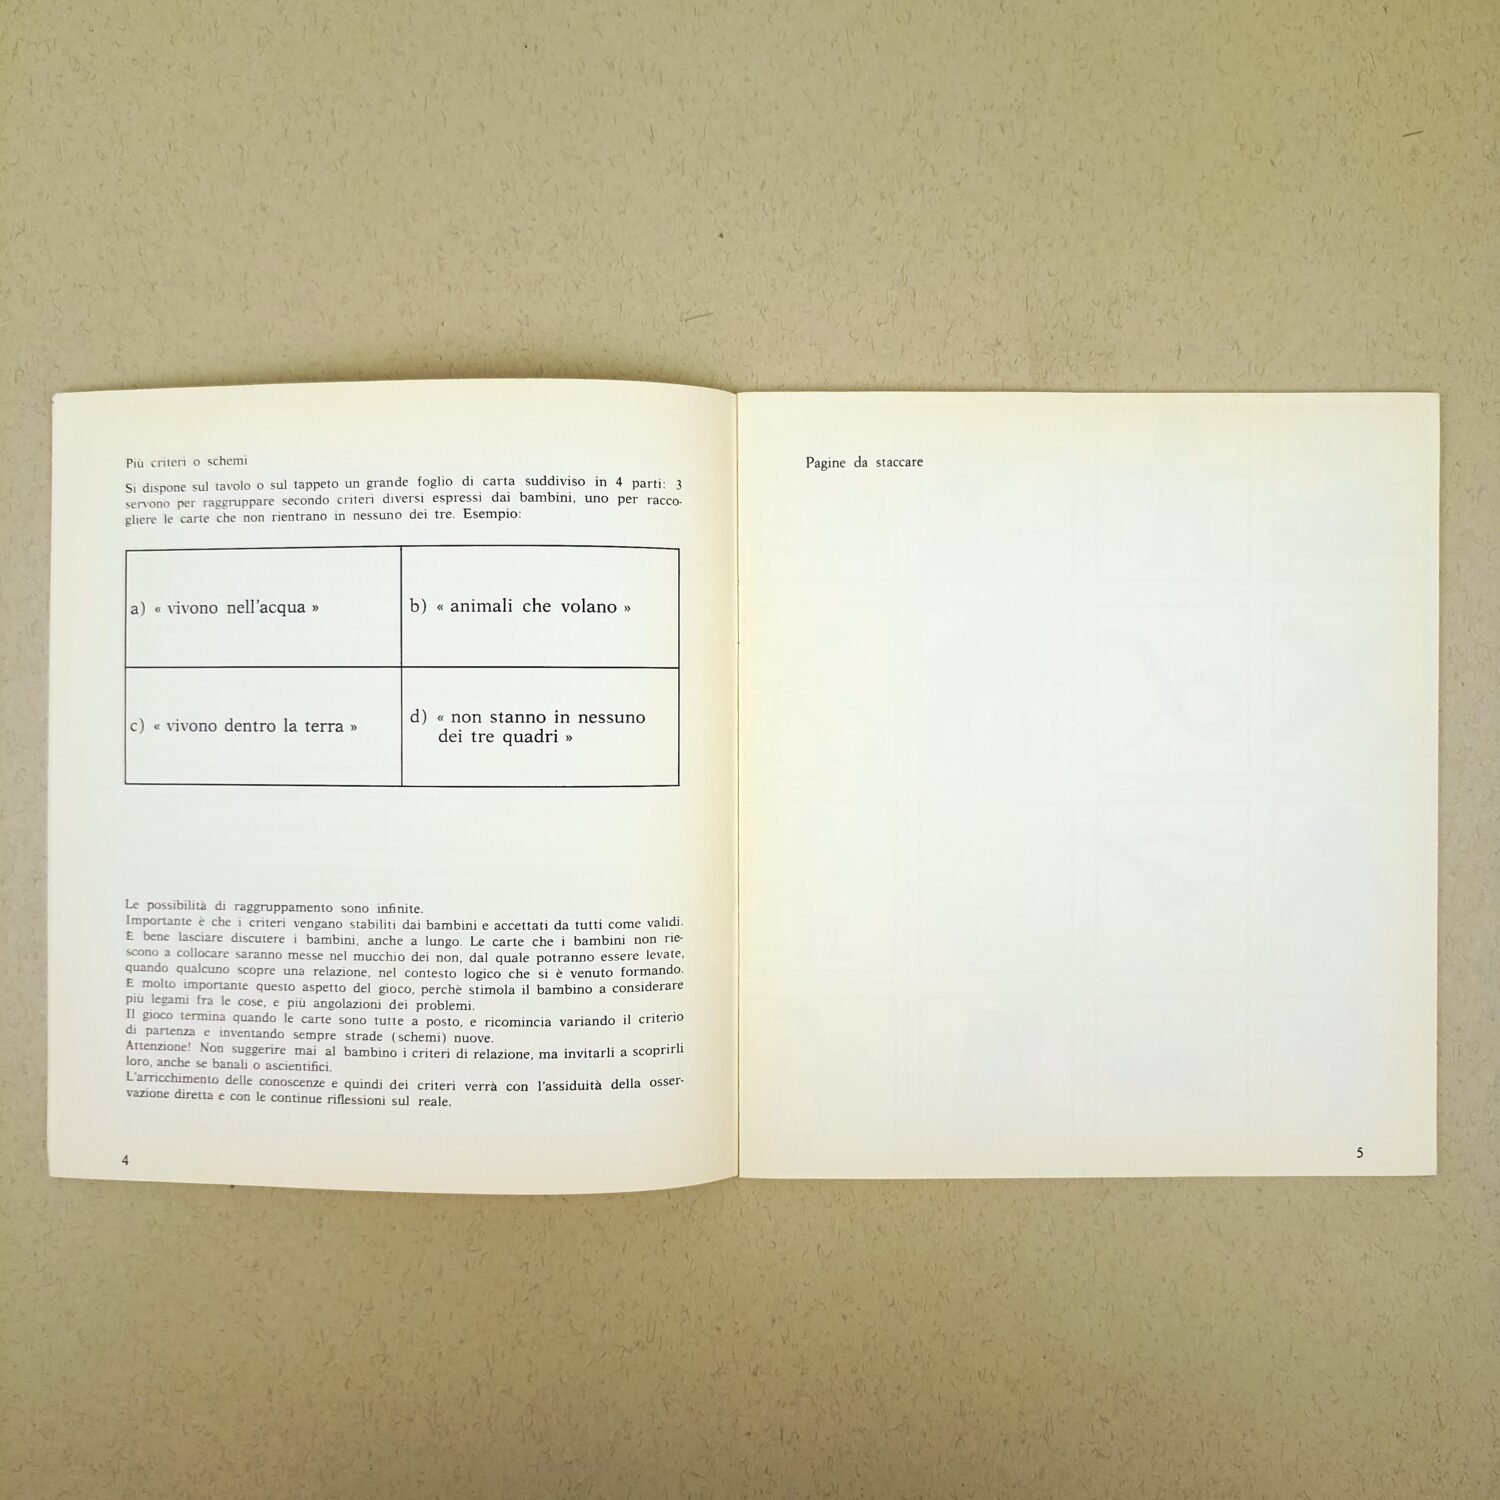 Più criteri o schemi
Si dispone sul tavolo o sul tappeto un grande foglio di carta suddiviso in 4 parti: 3
servono per raggruppare secondo criteri diversi espressi dai bambini, uno per racco-
gliere le carte che non rientrano in nessuno dei tre. Esempio:
a) « vivono nell'acqua »
b) « animali che volano »
c) « vivono dentro la terra »
d) « non stanno in nessuno
dei tre quadri »
Le possibilità di raggruppamento sono infinite.
Importante è che i criteri vengano stabiliti dai bambini e accettati da tutti come validi.
È bene lasciare discutere i bambini, anche a lungo. Le carte che i bambini non rie-
scono a collocare saranno messe nel mucchio dei non, dal quale potranno essere levate,
quando qualcuno scopre una relazione, nel contesto logico che si è venuto formando.
È molto importante questo aspetto del gioco, perchè stimola il bambino a considerare
più legami fra le cose, e più angolazioni dei problemi.
Il gioco termina quando le carte sono tutte a posto, e ricomincia variando il criterio
di partenza e inventando sempre strade (schemi) nuove.
Attenzione! Non suggerire mai al bambino i criteri di relazione, ma invitarli a scoprirli
loro, anche se banali o ascientifici.
L'arricchimento delle conoscenze e quindi dei criteri verrà con l'assiduità della osser-
vazione diretta e con le continue riflessioni sul reale.
4
Pagine da staccare
5